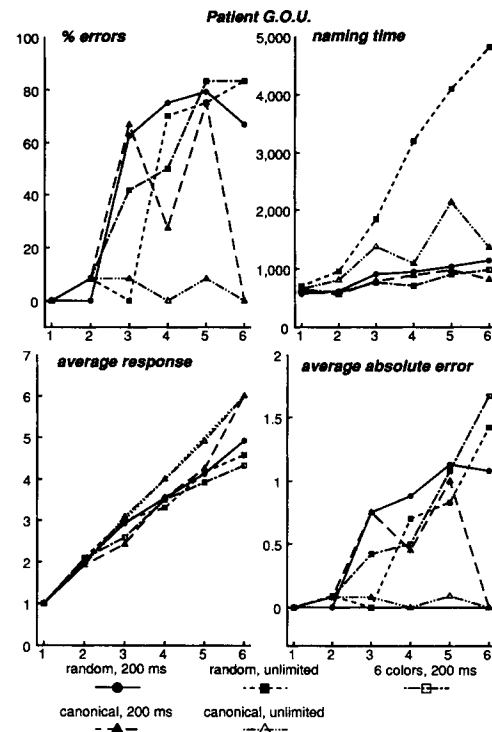 Patient G.O.U.
% errors
naming time
100
80
60
40
20
0
1 2 3 4 5 6
5,000
4,000
3,000
2,000
1,000
0
1 2 3 4 5 6
average response
average absolute error
7
6
5
4
3
2
1
0
1 2 3 4 5 6
2
1.5
1
0.5
0
1 2 3 4 5 6
random, 200 ms random, unlimited 6 colors, 200 ms
canonical, 200 ms canonical, unlimited